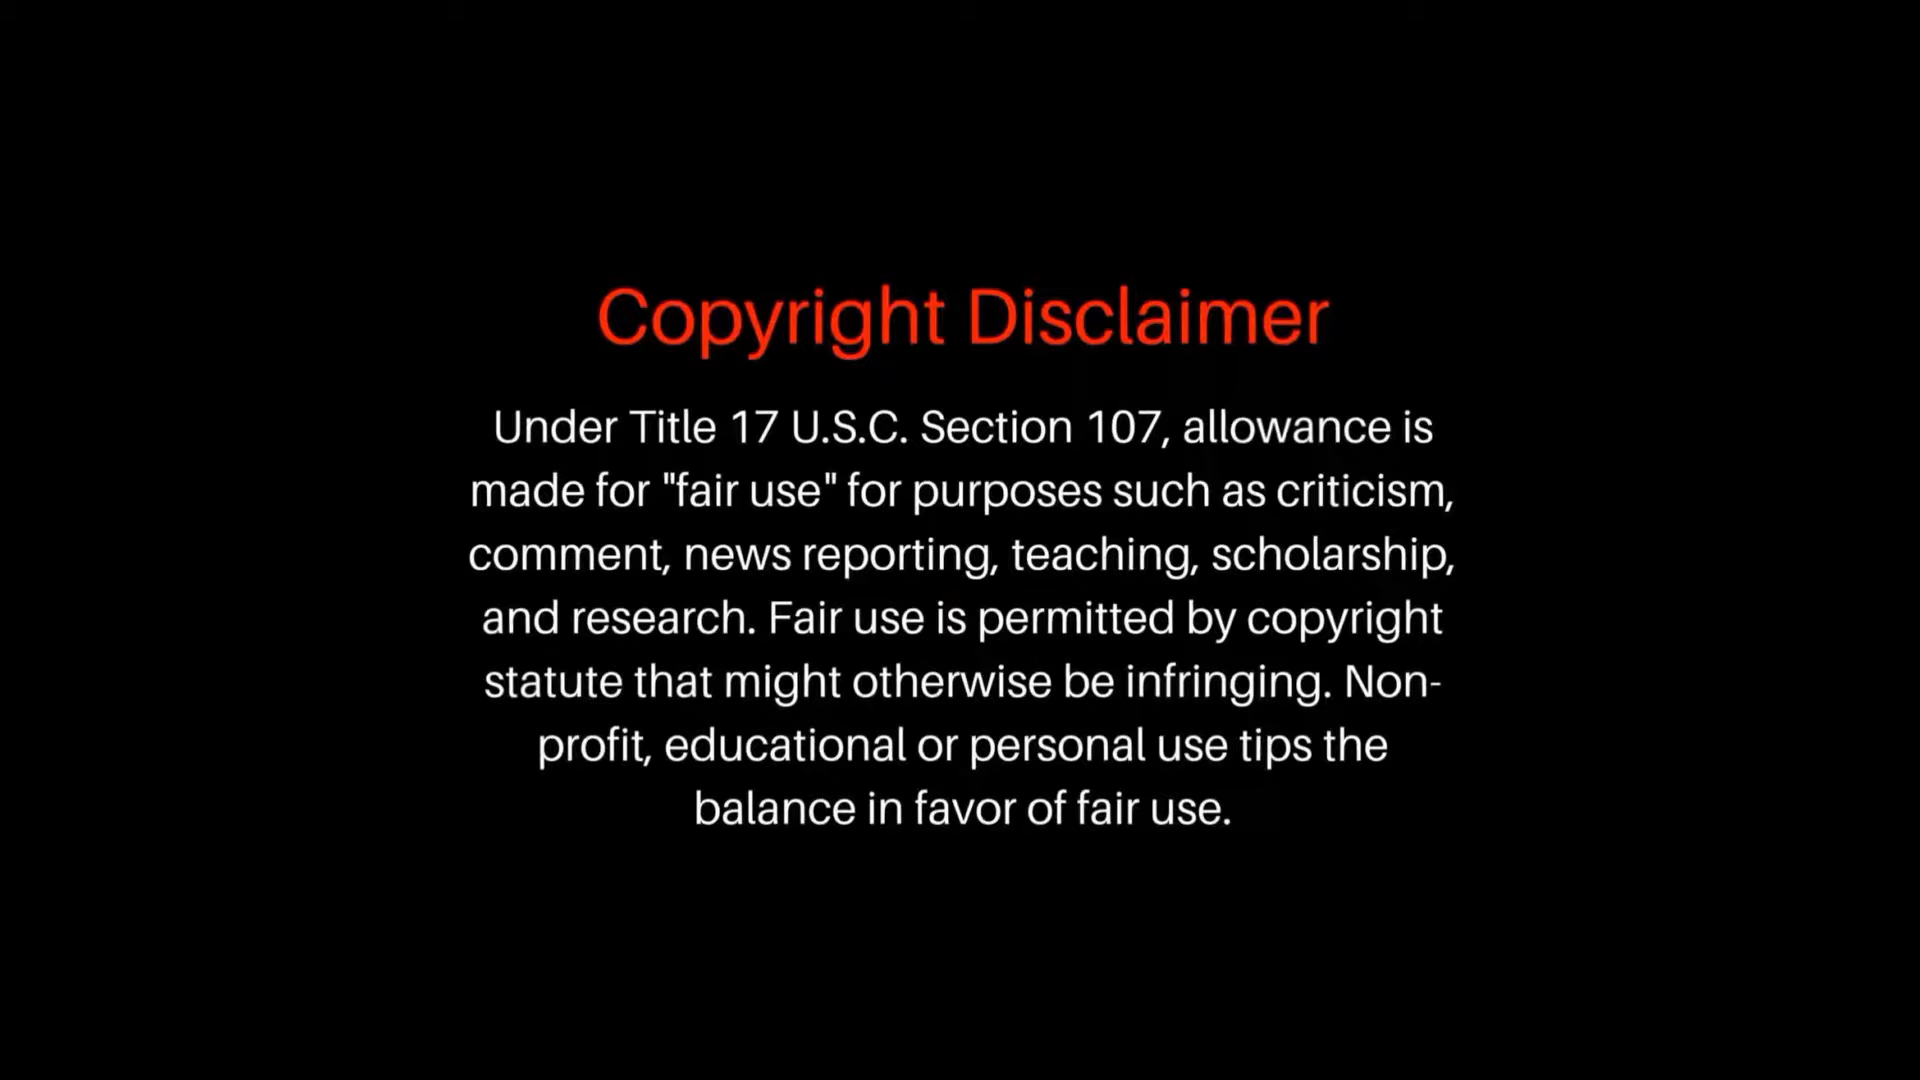 Copyright Disclaimer
Under Title 17 U.S.C. Section 107, allowance is
made for "fair use" for purposes such as criticism,
comment, news reporting, teaching, scholarship,
and research. Fair use is permitted by copyright
statute that might otherwise be infringing. Non-
profit, educational or personal use tips the
balance in favor of fair use.